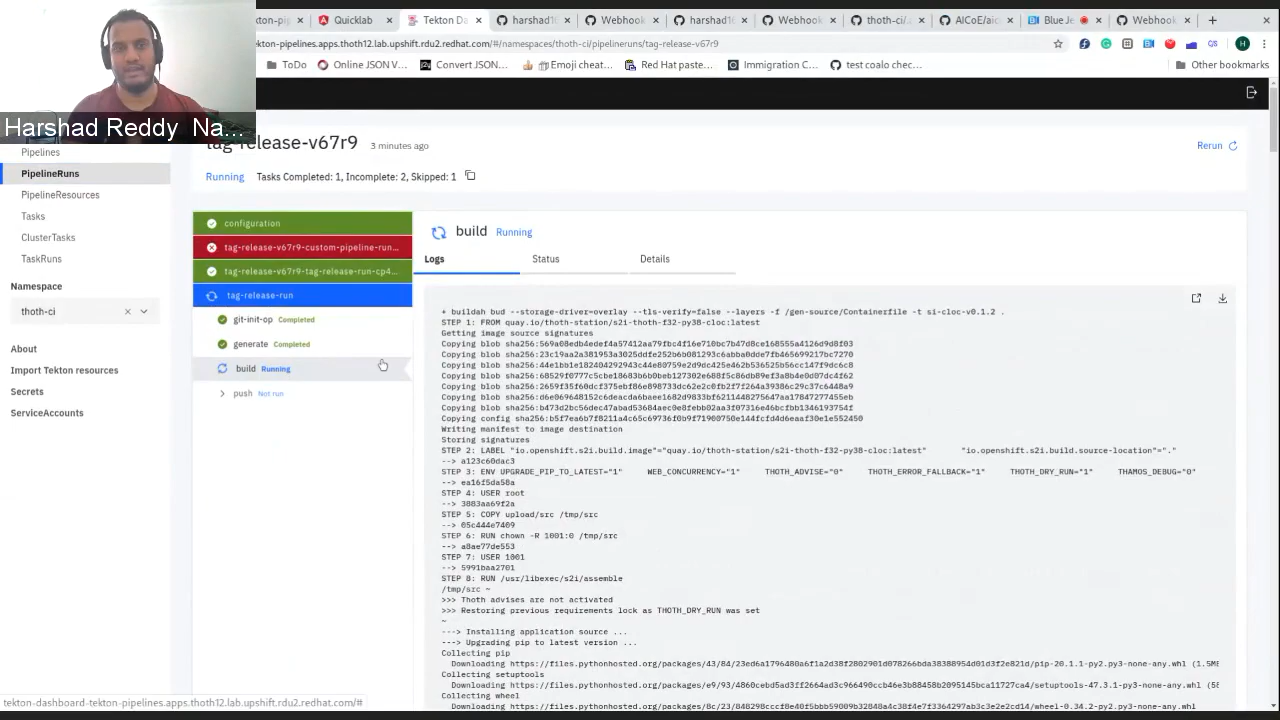 kton-pip
Quicklab
Tekton Da
harshad16
Webhook
harshad16
Webhook
thoth-ci/.
AICoE/aic
Blue Je
Webhook
ekton-pipelines.apps.thoth12.lab.upshift.rdu2.redhat.com/#/namespaces/thoth-ci/pipelineruns/tag-release-v67r9
ToDo
Online JSON V...
Convert JSON...
Emoji cheat...
Red Hat paste...
Immigration C...
test coalo chec...
Other bookmarks
Harshad Reddy Na...
tag-release-v67r9 3 minutes ago
Rerun
Running Tasks Completed: 1, Incomplete: 2, Skipped: 1
Pipelines
PipelineRuns
PipelineResources
Tasks
ClusterTasks
TaskRuns
Namespace
thoth-ci
About
Import Tekton resources
Secrets
ServiceAccounts
configuration
tag-release-v67r9-custom-pipeline-run...
tag-release-v67r9-tag-release-run-cp4...
tag-release-run
git-init-op Completed
generate Completed
build Running
push Not run
build Running
Logs Status Details
+ buildah bud --storage-driver=overlay --tls-verify=false --layers -f /gen-source/Containerfile -t si-cloc-v0.1.2 .
STEP 1: FROM quay.io/thoth-station/s2i-thoth-f32-py38-cloc:latest
Getting image source signatures
Writing manifest to image destination
Storing signatures
STEP 2: LABEL "io.openshift.s2i.build.image"="quay.io/thoth-station/s2i-thoth-f32-py38-cloc:latest" "io.openshift.s2i.build.source-location"="."
--> a123c60dac3
STEP 3: ENV UPGRADE_PIP_TO_LATEST="1" WEB_CONCURRENCY="1" THOTH_ADVISE="0" THOTH_ERROR_FALLBACK="1" THOTH_DRY_RUN="1" THAMOS_DEBUG="0"
--> ea16f5da58a
STEP 4: USER root
--> 3883aa69f2a
STEP 5: COPY upload/src /tmp/src
--> 05c444e7409
STEP 6: RUN chown -R 1001:0 /tmp/src
--> a8ae77de553
STEP 7: USER 1001
--> 5991baa2701
STEP 8: RUN /usr/libexec/s2i/assemble
/tmp/src ~
>>> Thoth advises are not activated
>>> Restoring previous requirements lock as THOTH_DRY_RUN was set
~
---> Installing application source ...
---> Upgrading pip to latest version ...
Collecting pip
Collecting setuptools
Collecting wheel
tekton-dashboard-tekton-pipelines.apps.thoth12.lab.upshift.rdu2.redhat.com/#